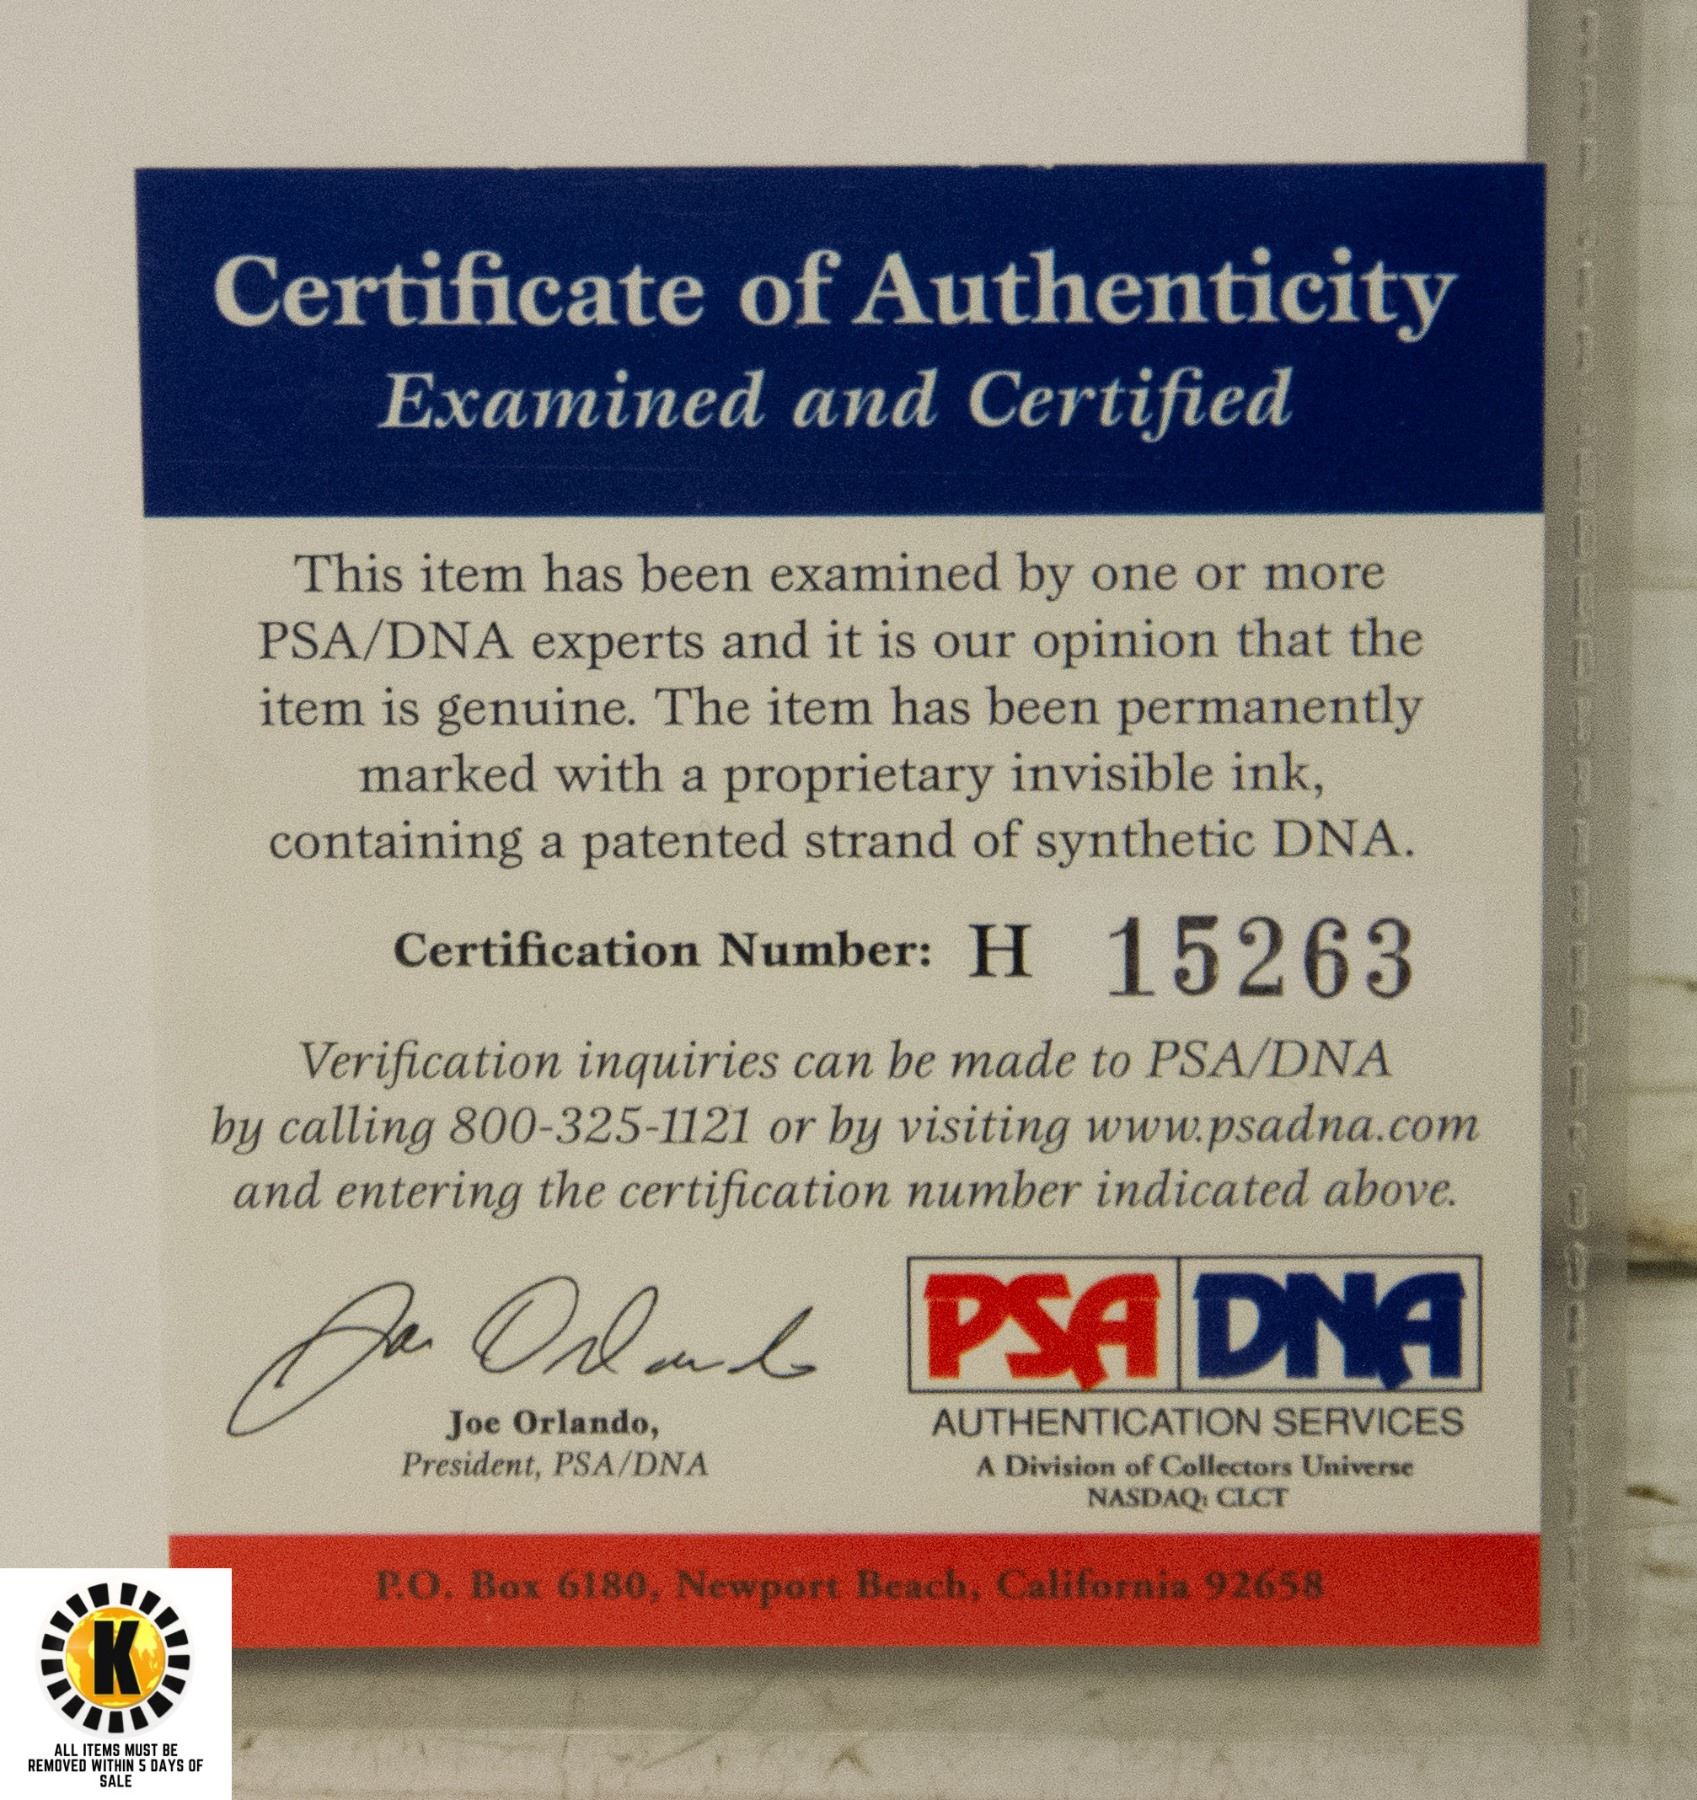 Certificate of Authenticity
Examined and Certified
This item has been examined by one or more
PSA/DNA experts and it is our opinion that the
item is genuine. The item has been permanently
marked with a proprietary invisible ink,
containing a patented strand of synthetic DNA.
Certification Number: H 15263
Verification inquiries can be made to PSA/DNA
by calling 800-325-1121 or by visiting www.psadna.com
and entering the certification number indicated above.
Joe Orlando
Joe Orlando,
President, PSA/DNA
PSA DNA
AUTHENTICATION SERVICES
A Division of Collectors Universe
NASDAQ: CLCT
P.O. Box 6180, Newport Beach, California 92658
K
ALL ITEMS MUST BE
REMOVED WITHIN 5 DAYS OF
SALE